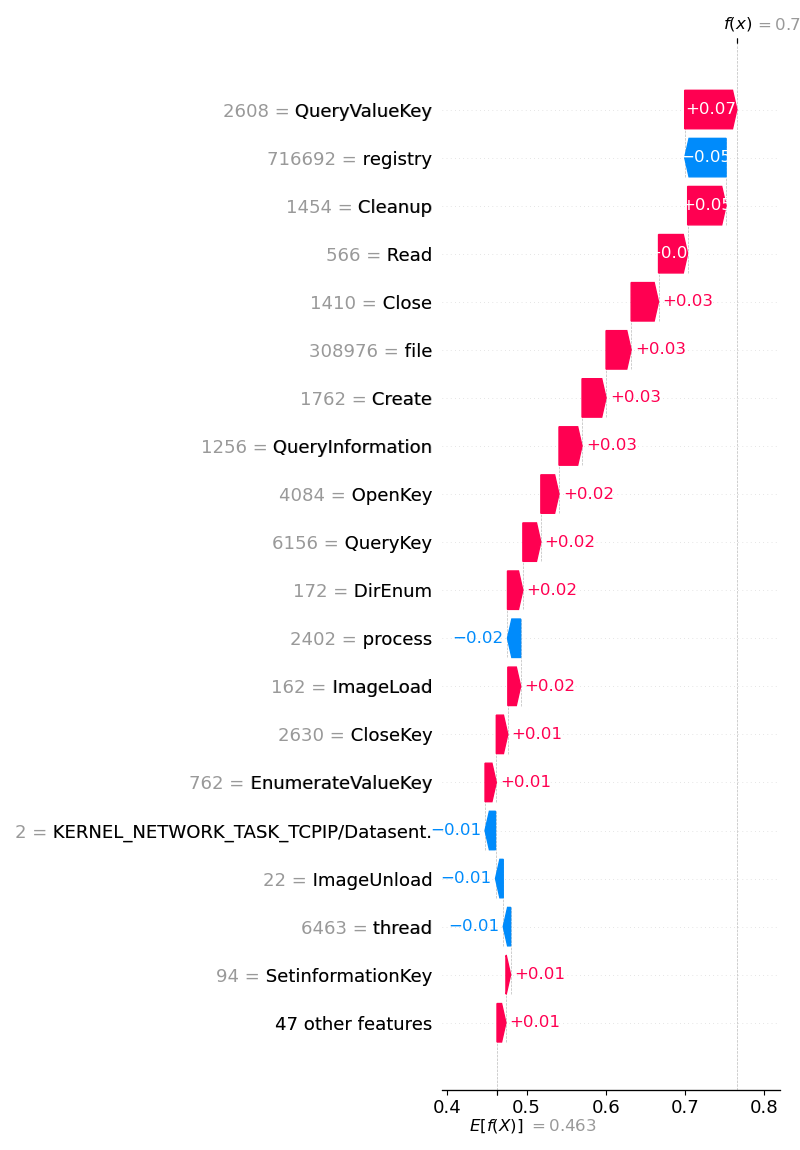 f(x) = 0.7
2608 = QueryValueKey +0.07
716692 = registry −0.05
1454 = Cleanup +0.05
566 = Read +0.0
1410 = Close +0.03
308976 = file +0.03
1762 = Create +0.03
1256 = QueryInformation +0.03
4084 = OpenKey +0.02
6156 = QueryKey +0.02
172 = DirEnum +0.02
2402 = process −0.02
162 = ImageLoad +0.02
2630 = CloseKey +0.01
762 = EnumerateValueKey +0.01
2 = KERNEL_NETWORK_TASK_TCPIP/Datasent. −0.01
22 = ImageUnload −0.01
6463 = thread −0.01
94 = SetinformationKey +0.01
47 other features +0.01
0.4 0.5 0.6 0.7 0.8
E[f(X)] = 0.463